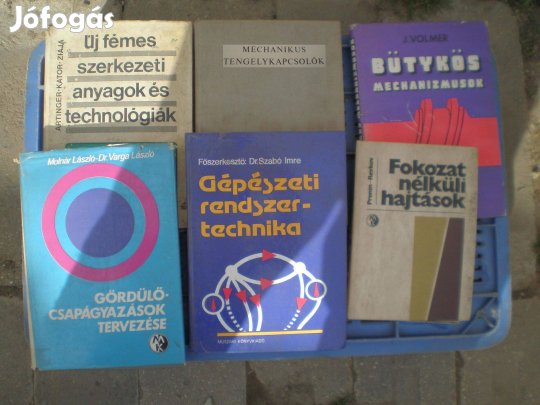 Jófogás
ARTINGER-KATOR-ZIAJA
Új fémes
szerkezeti
anyagok és
technológiák
MECHANIKUS
TENGELYKAPCSOLÓK
J. VOLMER
BÜTYKÖS
MECHANIZMUSOK
Molnár László-Dr. Varga László
GÖRDÜLŐ-
CSAPÁGYAZÁSOK
TERVEZÉSE
Főszerkesztő: Dr. Szabó Imre
Gépészeti
rendszer-
technika
MŰSZAKI KÖNYVKIADÓ
Fokozat
nélküli
hajtások